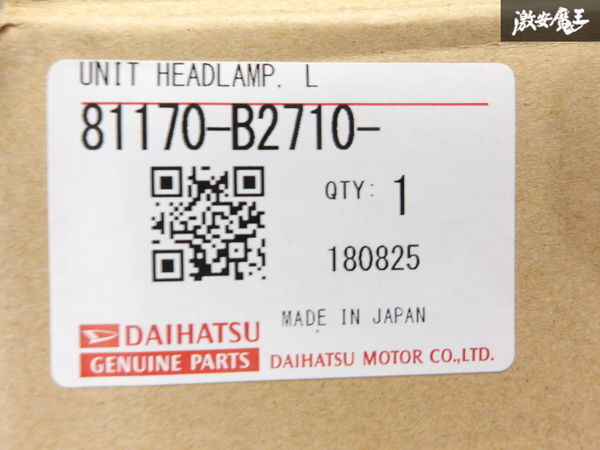 激安魔王
UNIT HEADLAMP. L
81170-B2710-
QTY: 1
180825
MADE IN JAPAN
DAIHATSU
GENUINE PARTS DAIHATSU MOTOR CO.,LTD.